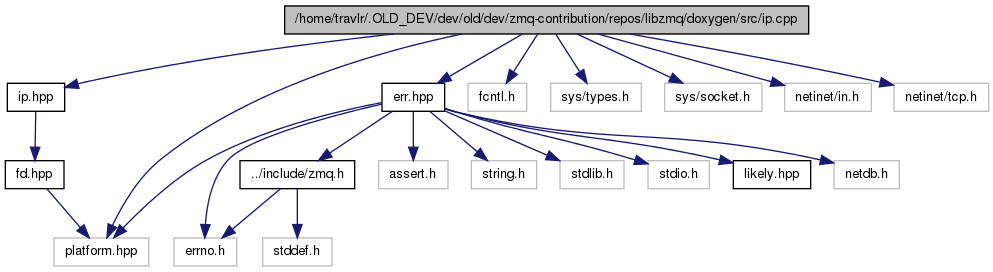 /home/travlr/.OLD_DEV/dev/old/dev/zmq-contribution/repos/libzmq/doxygen/src/ip.cpp
ip.hpp
err.hpp
fcntl.h
sys/types.h
sys/socket.h
netinet/in.h
netinet/tcp.h
fd.hpp
../include/zmq.h
assert.h
string.h
stdlib.h
stdio.h
likely.hpp
netdb.h
platform.hpp
errno.h
stddef.h